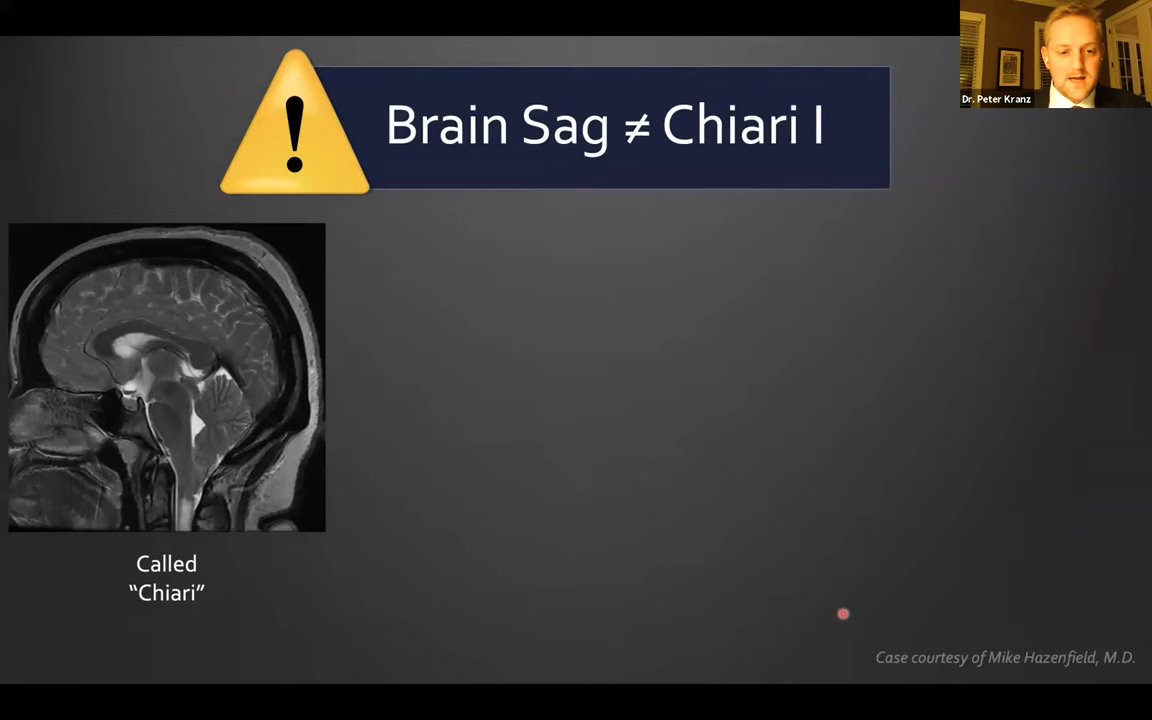 Dr. Peter Kranz
Brain Sag ≠ Chiari I
Called
“Chiari”
Case courtesy of Mike Hazenfield, M.D.